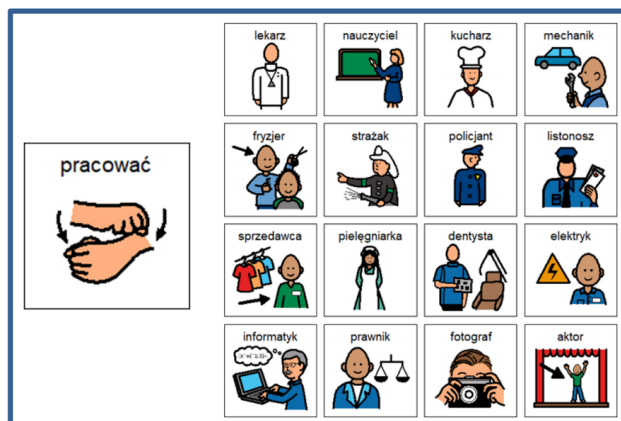 pracować
lekarz
nauczyciel
kucharz
mechanik
fryzjer
strażak
policjant
listonosz
sprzedawca
pielęgniarka
dentysta
elektryk
informatyk
prawnik
fotograf
aktor